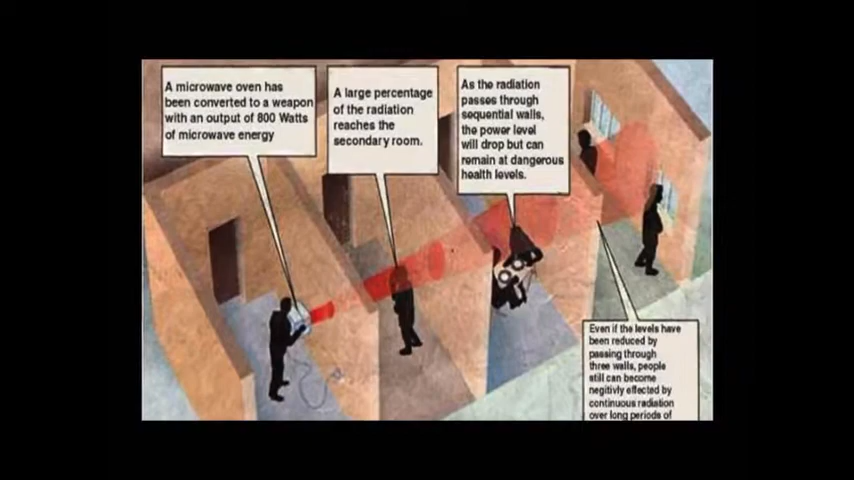 A microwave oven has
been converted to a weapon
with an output of 800 Watts
of microwave energy
A large percentage
of the radiation
reaches the
secondary room.
As the radiation
passes through
sequential walls,
the power level
will drop but can
remain at dangerous
health levels.
Even if the levels have
been reduced by
passing through
three walls, people
still can become
negitivly effected by
continuous radiation
over long periods of